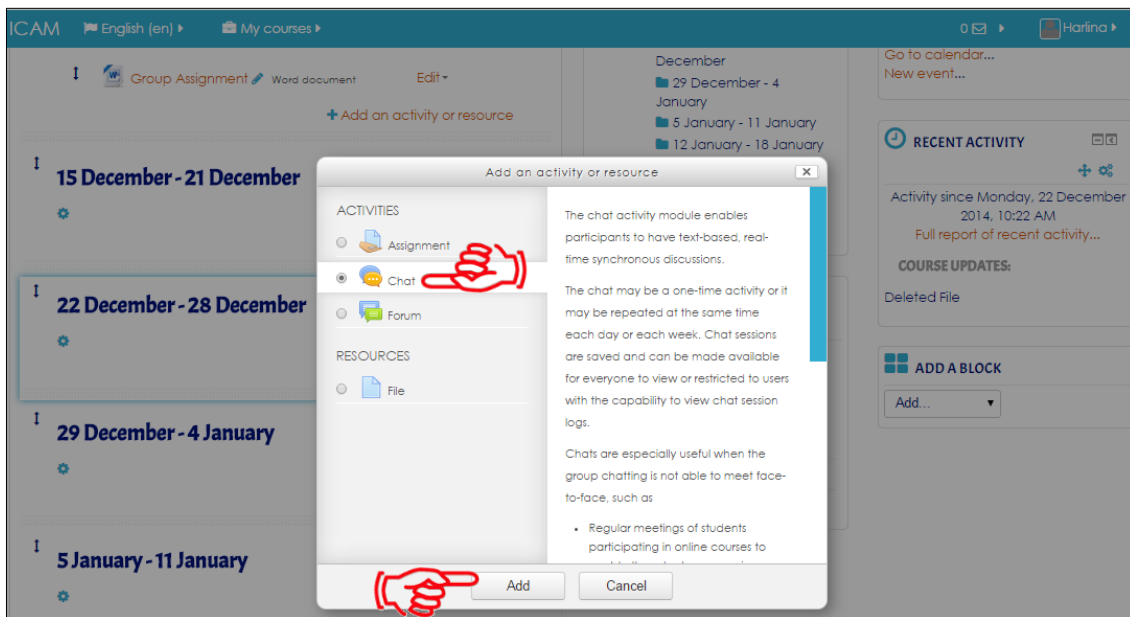 ICAM English (en) My courses 0 Harlina
Group Assignment Word document Edit
Add an activity or resource
15 December - 21 December
22 December - 28 December
29 December - 4 January
5 January - 11 January
December
29 December - 4
January
5 January - 11 January
12 January - 18 January
Go to calendar...
New event...
RECENT ACTIVITY
Activity since Monday, 22 December
2014, 10:22 AM
Full report of recent activity...
COURSE UPDATES:
Deleted File
ADD A BLOCK
Add...
Add an activity or resource
ACTIVITIES
Assignment
Chat
Forum
RESOURCES
File
The chat activity module enables
participants to have text-based, real-
time synchronous discussions.
The chat may be a one-time activity or it
may be repeated at the same time
each day or each week. Chat sessions
are saved and can be made available
for everyone to view or restricted to users
with the capability to view chat session
logs.
Chats are especially useful when the
group chatting is not able to meet face-
to-face, such as
• Regular meetings of students
participating in online courses to
Add Cancel